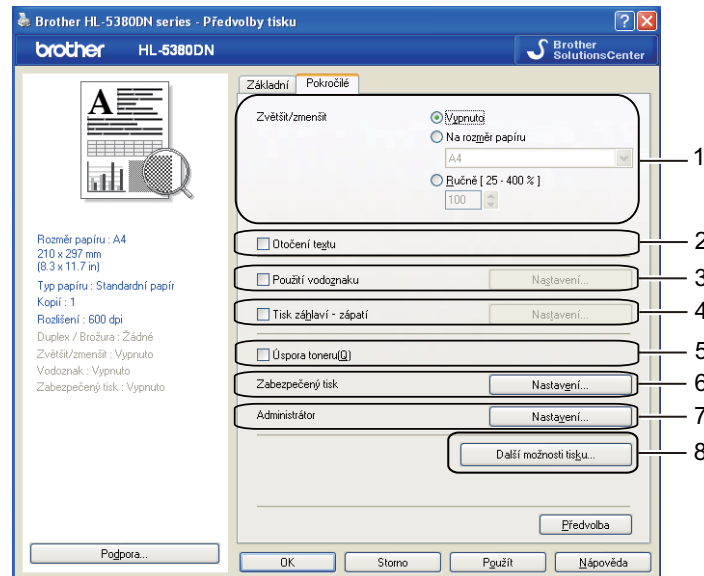 Brother HL-5380DN series - Předvolby tisku
brother HL-5380DN
Brother
SolutionsCenter
A
Rozměr papíru : A4
210 x 297 mm
(8.3 x 11.7 in)
Typ papíru : Standardní papír
Kopií : 1
Rozlišení : 600 dpi
Duplex / Brožura : Žádné
Zvětšit/zmenšit : Vypnuto
Vodoznak : Vypnuto
Zabezpečený tisk : Vypnuto
Podpora...
Základní Pokročilé
Zvětšit/zmenšit
Vypnuto
Na rozměr papíru
A4
Ručně [ 25 - 400 % ]
100
1
Otočení textu
2
Použití vodoznaku Nastavení...
3
Tisk záhlaví - zápatí Nastavení...
4
Úspora toneru(Q)
5
Zabezpečený tisk Nastavení...
6
Administrátor Nastavení...
7
Další možnosti tisku...
8
Předvolba
OK Storno Použít Nápověda